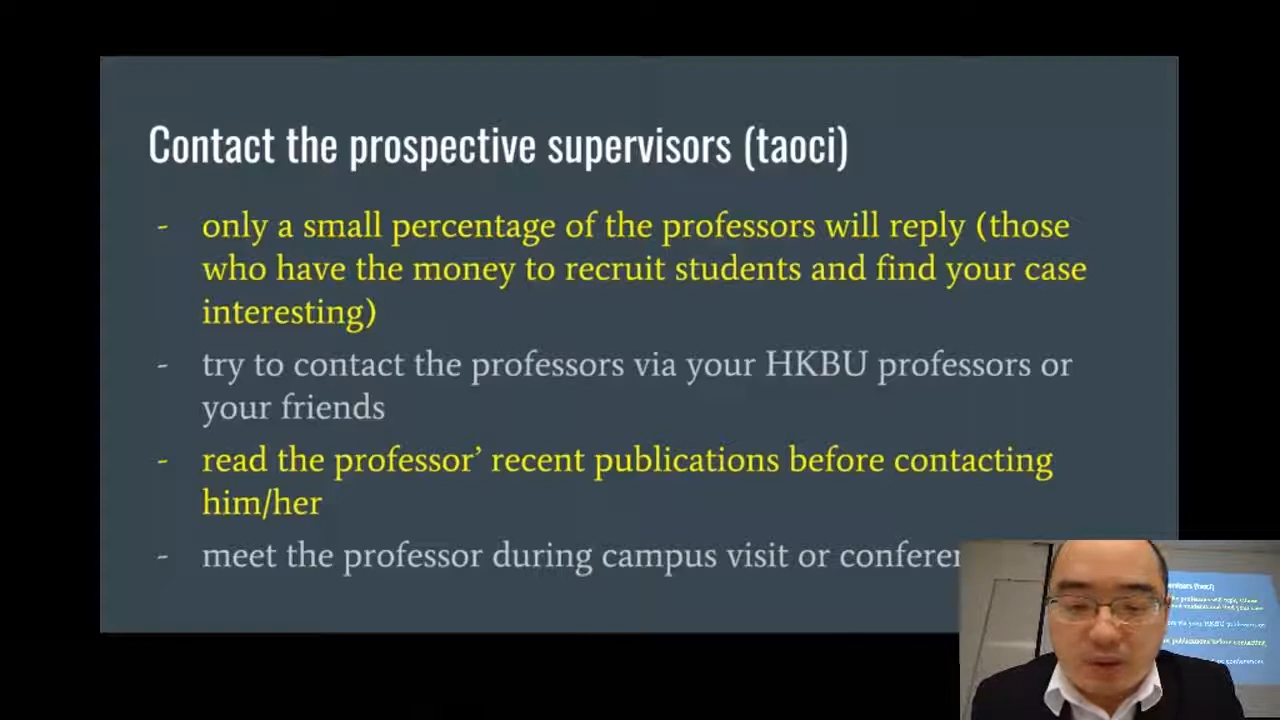 Contact the prospective supervisors (taoci)
- only a small percentage of the professors will reply (those
who have the money to recruit students and find your case
interesting)
- try to contact the professors via your HKBU professors or
your friends
- read the professor’ recent publications before contacting
him/her
- meet the professor during campus visit or